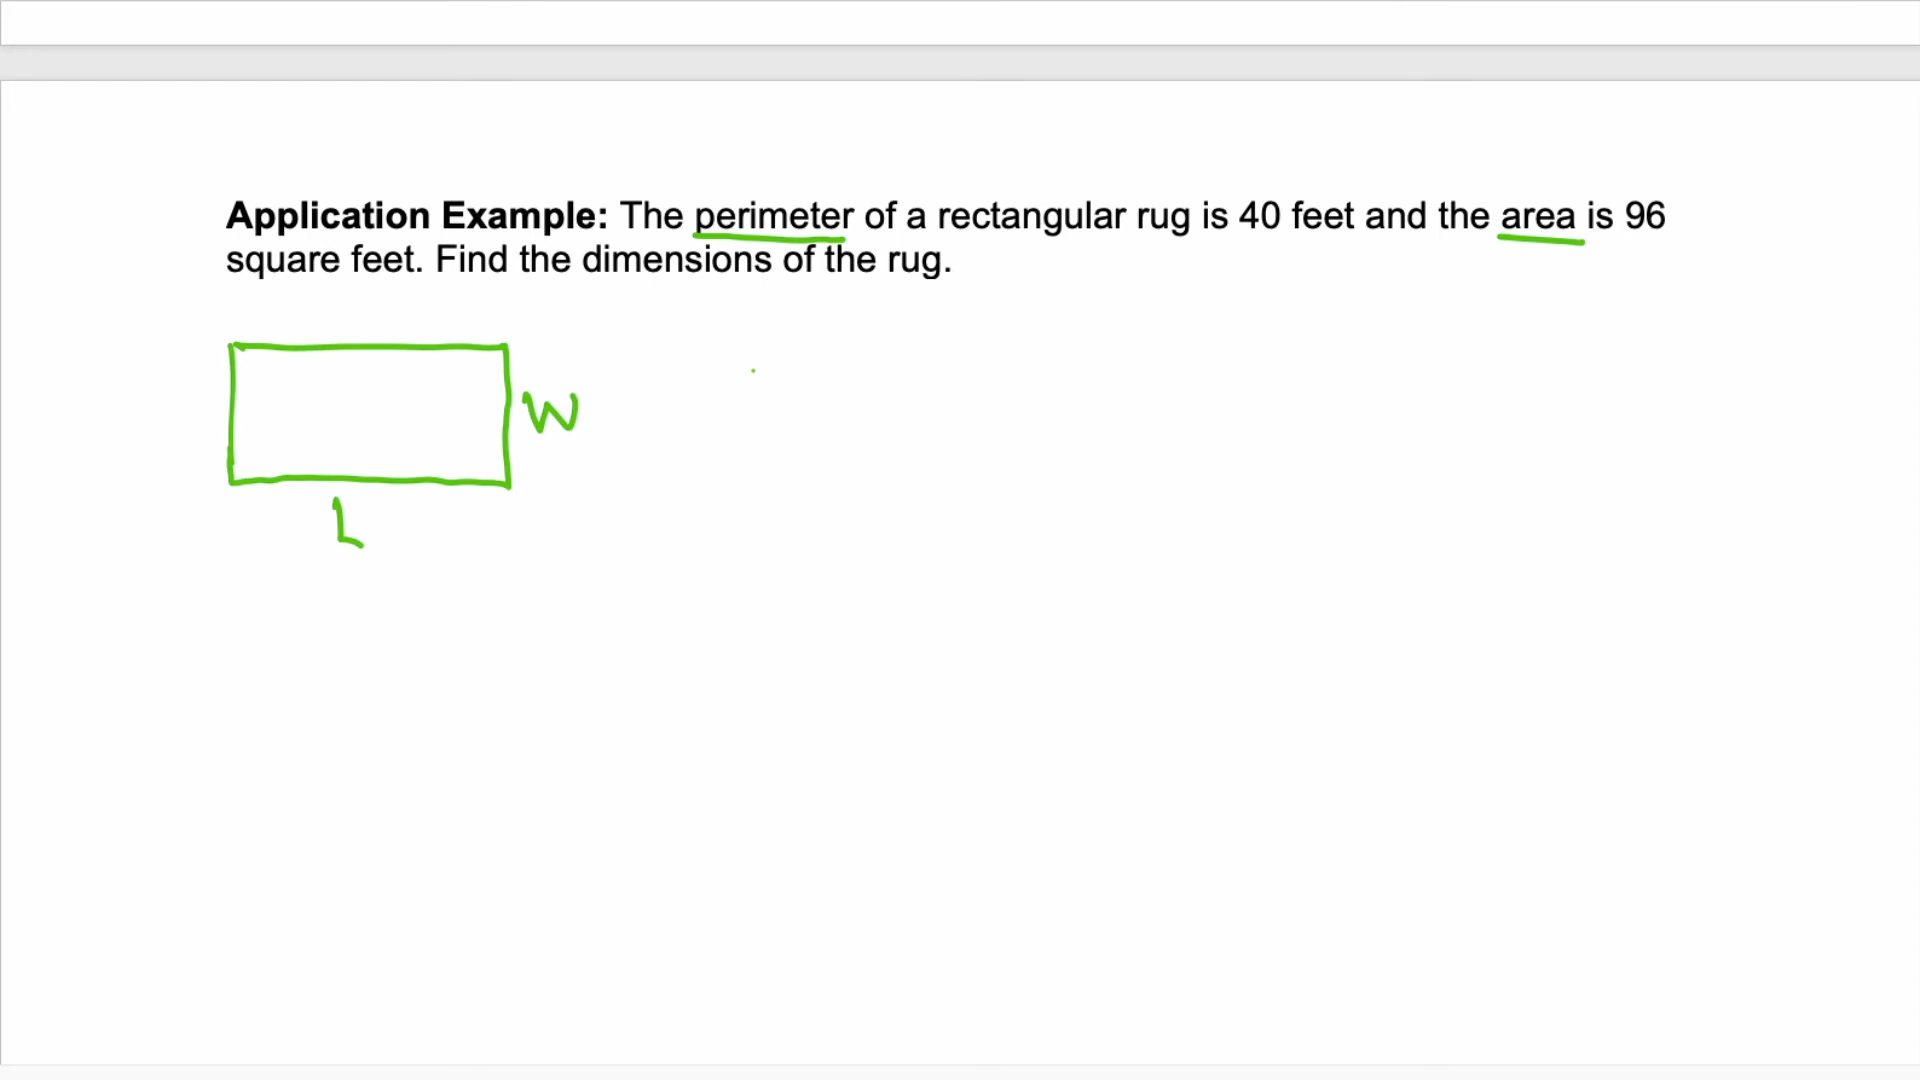 Application Example: The perimeter of a rectangular rug is 40 feet and the area is 96
square feet. Find the dimensions of the rug.
W
L